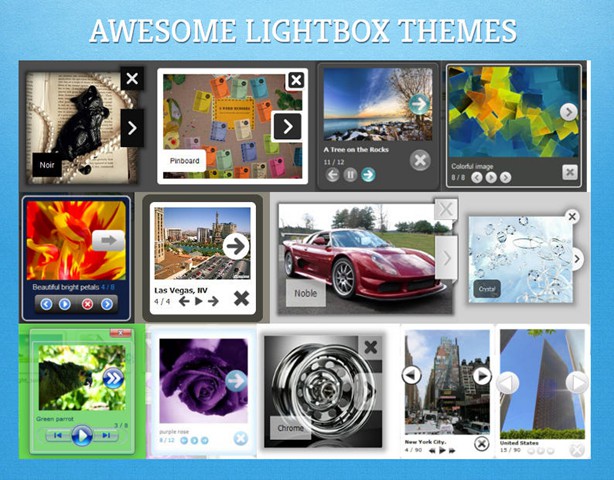 AWESOME LIGHTBOX THEMES
Noir
Pinboard
A Tree on the Rocks
11 / 12
Colorful image
8 / 8
Beautiful bright petals 4 / 8
Las Vegas, NV
4 / 4
Noble
Crystal
Green parrot
3 / 8
purple rose
8 / 12
Chrome
New York City.
4 / 90
United States
15 / 90